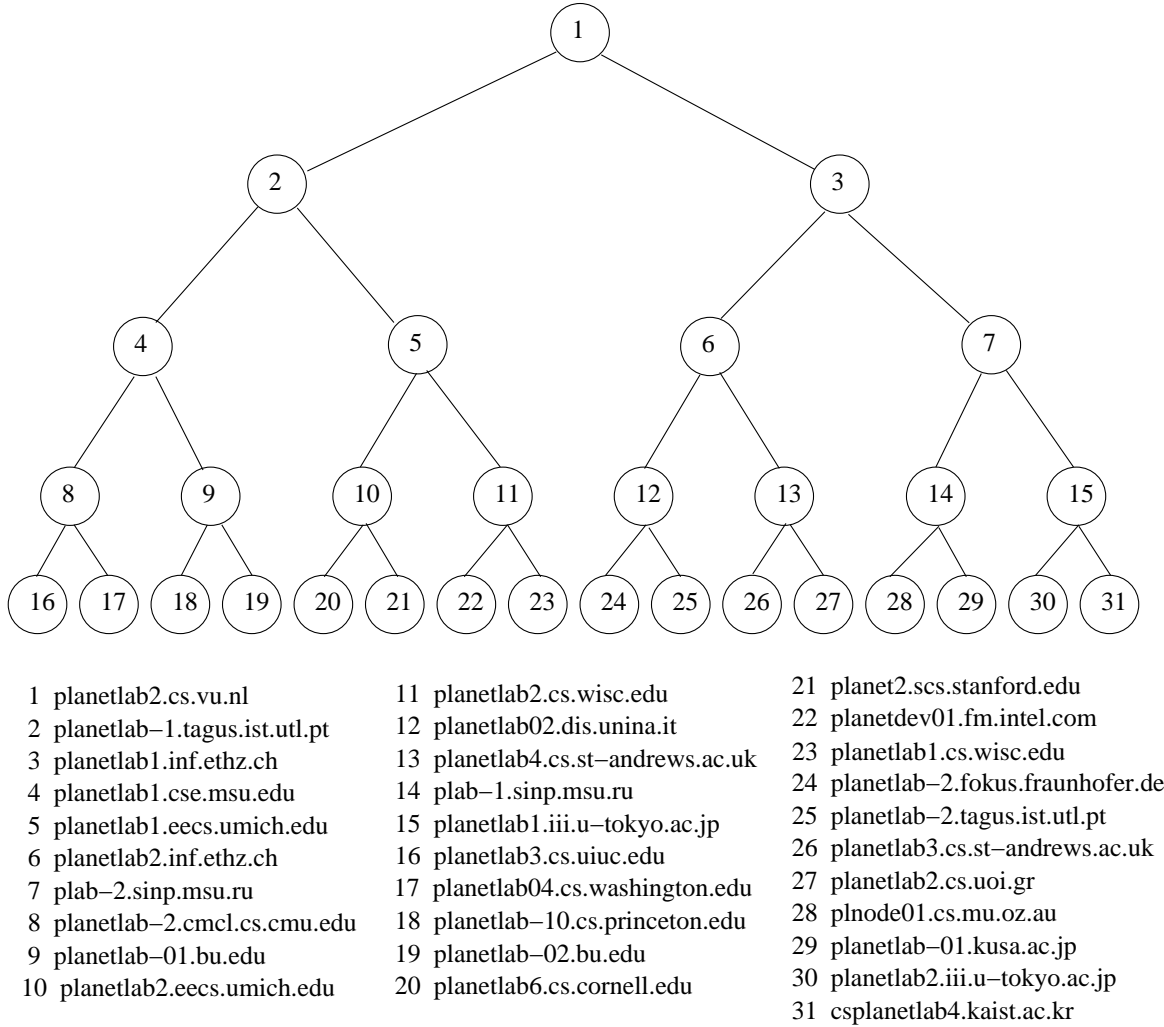 1
2 3
4 5 6 7
8 9 10 11 12 13 14 15
16 17 18 19 20 21 22 23 24 25 26 27 28 29 30 31
1 planetlab2.cs.vu.nl
2 planetlab−1.tagus.ist.utl.pt
3 planetlab1.inf.ethz.ch
4 planetlab1.cse.msu.edu
5 planetlab1.eecs.umich.edu
6 planetlab2.inf.ethz.ch
7 plab−2.sinp.msu.ru
8 planetlab−2.cmcl.cs.cmu.edu
9 planetlab−01.bu.edu
10 planetlab2.eecs.umich.edu
11 planetlab2.cs.wisc.edu
12 planetlab02.dis.unina.it
13 planetlab4.cs.st−andrews.ac.uk
14 plab−1.sinp.msu.ru
15 planetlab1.iii.u−tokyo.ac.jp
16 planetlab3.cs.uiuc.edu
17 planetlab04.cs.washington.edu
18 planetlab−10.cs.princeton.edu
19 planetlab−02.bu.edu
20 planetlab6.cs.cornell.edu
21 planet2.scs.stanford.edu
22 planetdev01.fm.intel.com
23 planetlab1.cs.wisc.edu
24 planetlab−2.fokus.fraunhofer.de
25 planetlab−2.tagus.ist.utl.pt
26 planetlab3.cs.st−andrews.ac.uk
27 planetlab2.cs.uoi.gr
28 plnode01.cs.mu.oz.au
29 planetlab−01.kusa.ac.jp
30 planetlab2.iii.u−tokyo.ac.jp
31 csplanetlab4.kaist.ac.kr